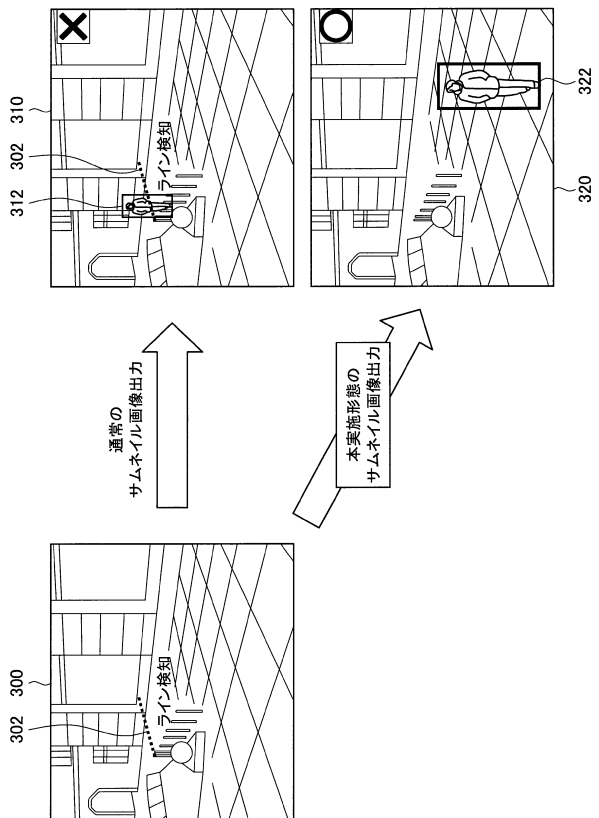 300
302
ライン検知
通常の
サムネイル画像出力
本実施形態の
サムネイル画像出力
312
302
310
ライン検知
320
322